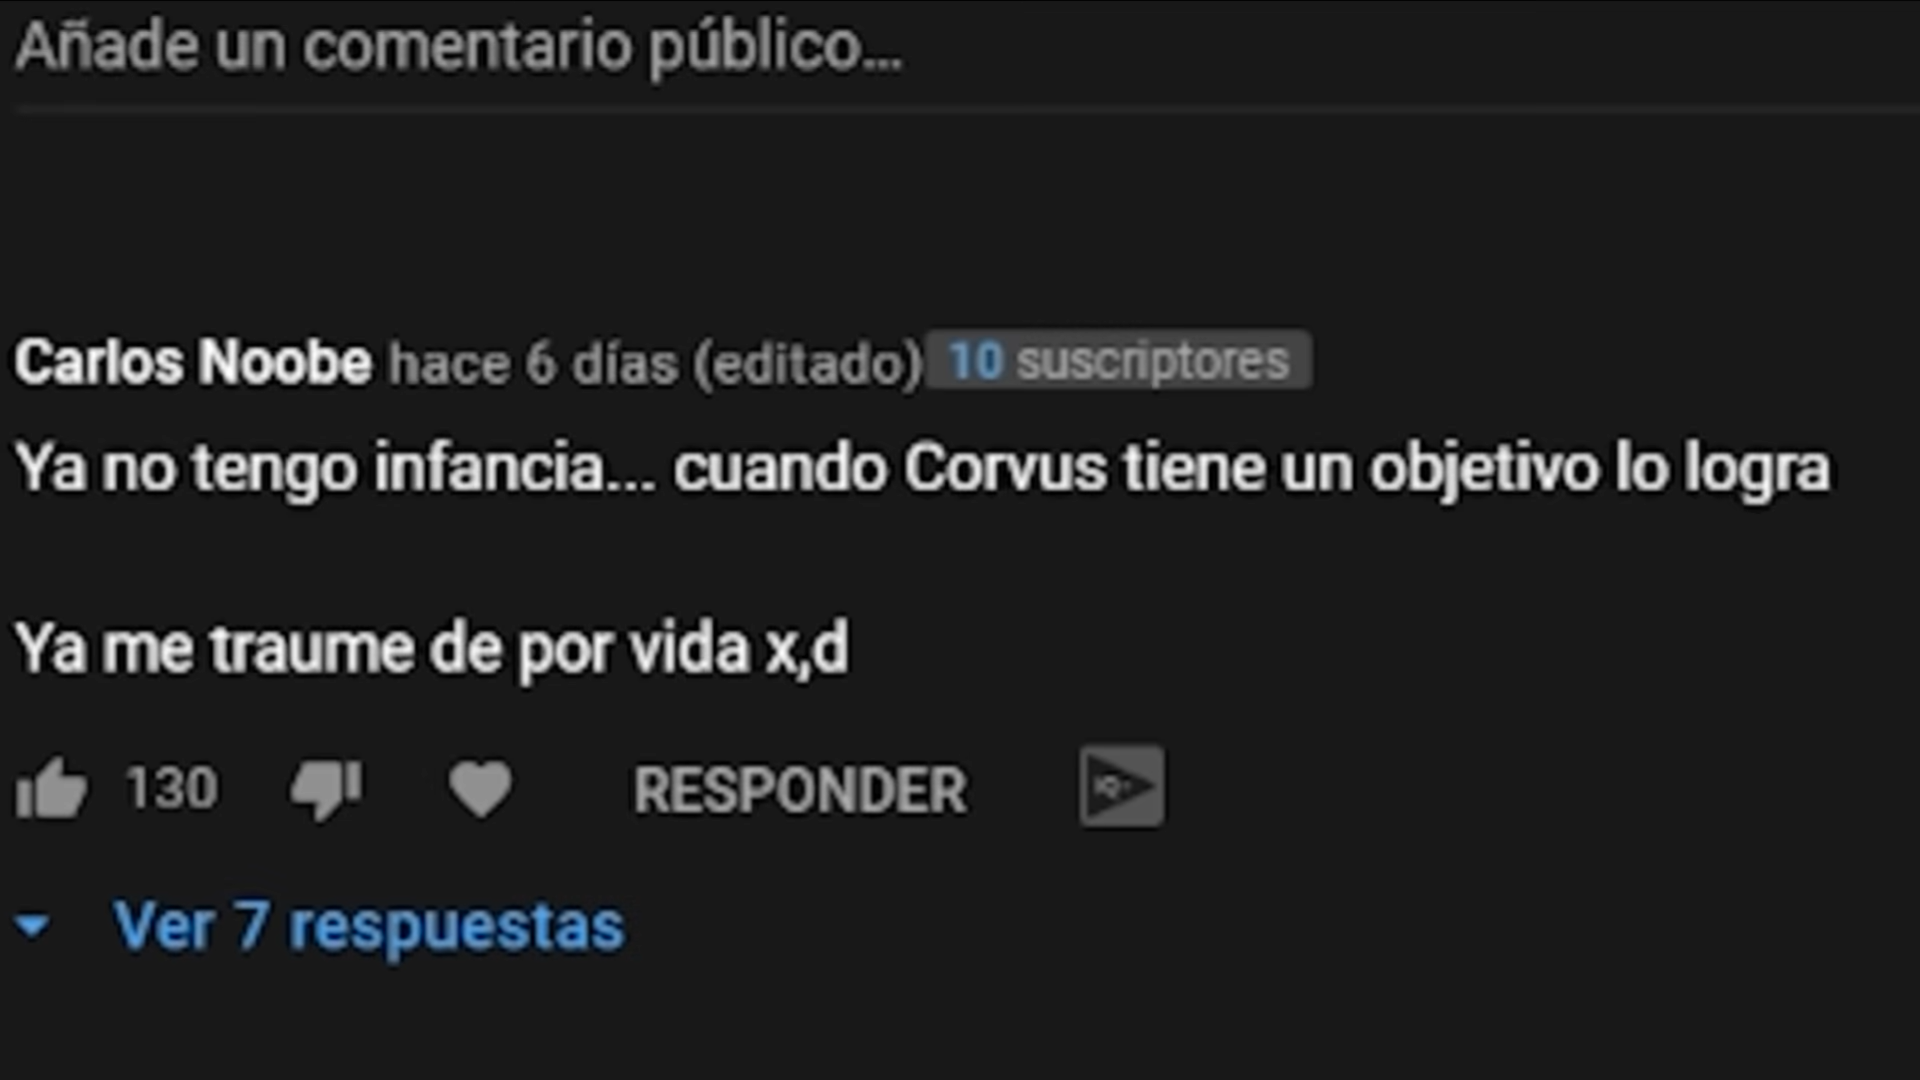 Añade un comentario público...
Carlos Noobe hace 6 días (editado) 10 suscriptores
Ya no tengo infancia... cuando Corvus tiene un objetivo lo logra
Ya me traume de por vida x,d
130 RESPONDER
Ver 7 respuestas